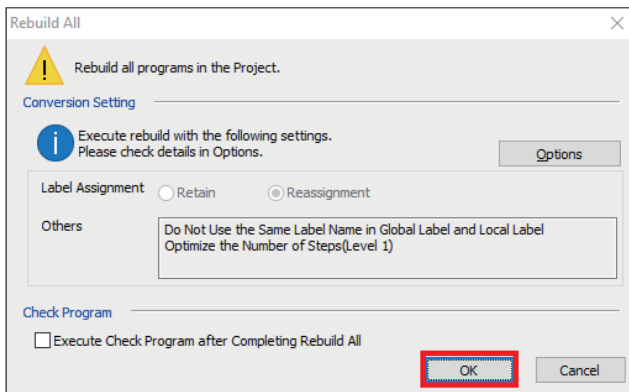 Rebuild All
Rebuild all programs in the Project.
Conversion Setting
Execute rebuild with the following settings.
Please check details in Options.
Options
Label Assignment
Retain
Reassignment
Others
Do Not Use the Same Label Name in Global Label and Local Label
Optimize the Number of Steps(Level 1)
Check Program
Execute Check Program after Completing Rebuild All
OK
Cancel